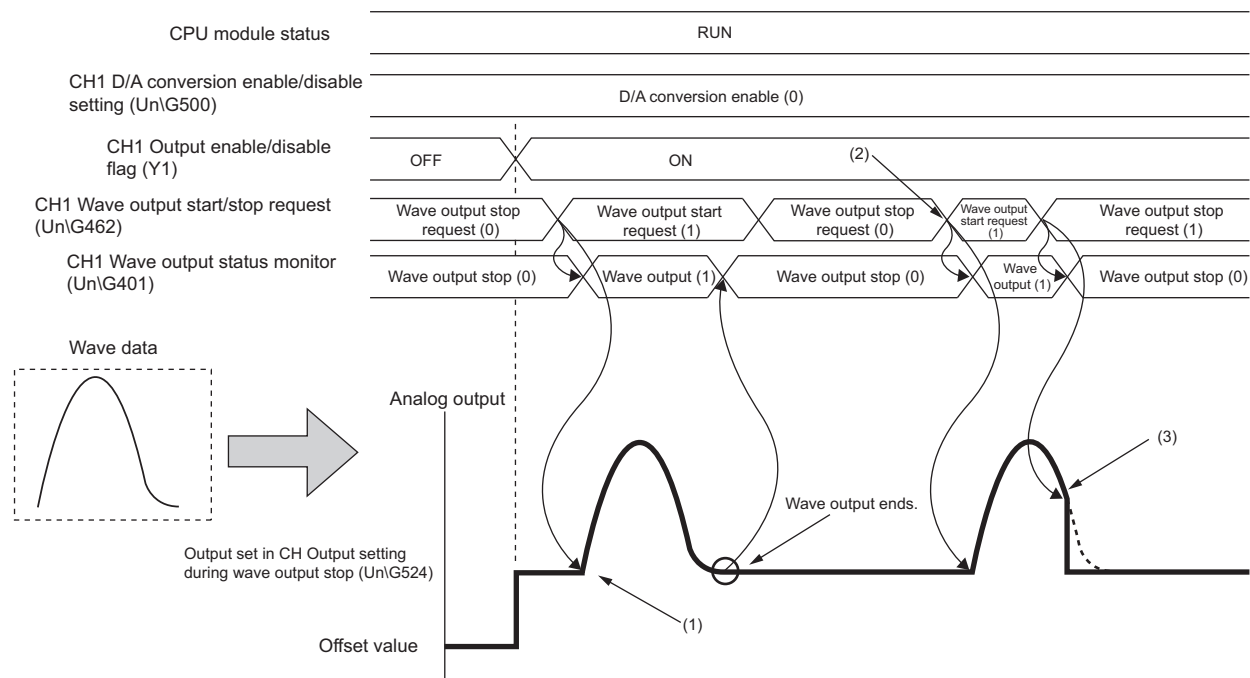 CPU module status
RUN
CH1 D/A conversion enable/disable
setting (Un\G500)
D/A conversion enable (0)
CH1 Output enable/disable
flag (Y1)
OFF
ON
(2)
CH1 Wave output start/stop request
(Un\G462)
Wave output stop
request (0)
Wave output start
request (1)
Wave output stop
request (0)
Wave output
start request
(1)
Wave output stop
request (1)
CH1 Wave output status monitor
(Un\G401)
Wave output stop (0)
Wave output (1)
Wave output stop (0)
Wave
output (1)
Wave output stop (0)
Wave data
Analog output
(3)
Wave output ends.
Output set in CH Output setting
during wave output stop (Un\G524)
(1)
Offset value